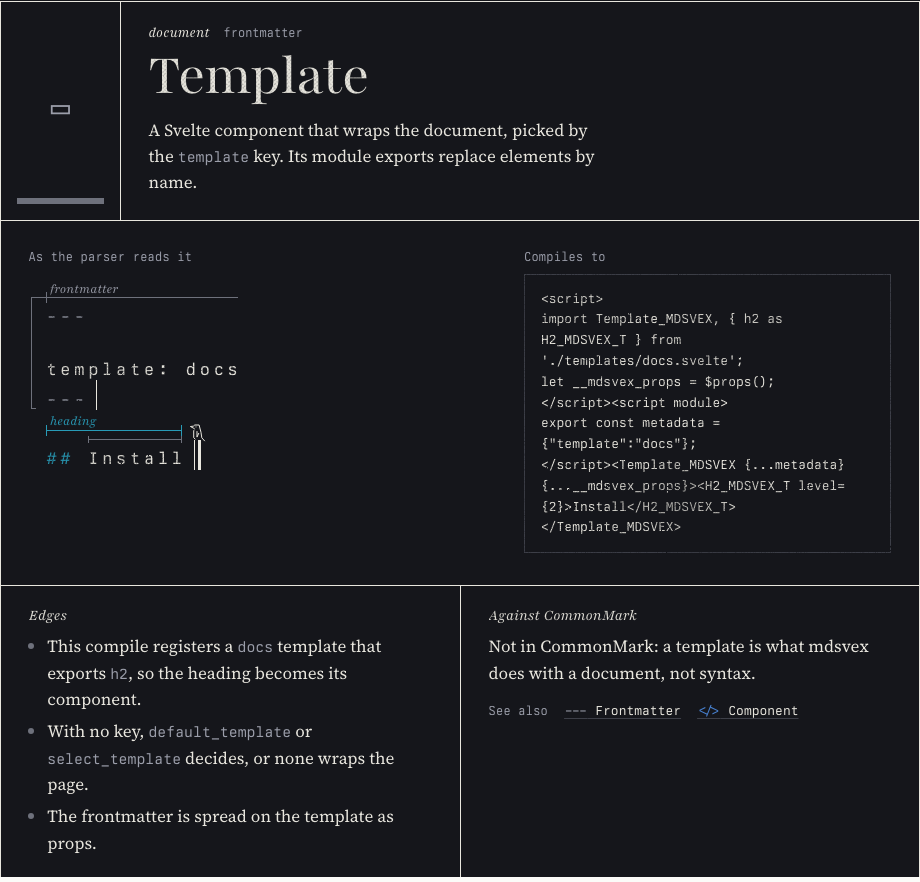 document frontmatter
Template
A Svelte component that wraps the document, picked by
the template key. Its module exports replace elements by
name.
As the parser reads it
frontmatter
---
template: docs
---
heading
## Install
Compiles to
<script>
import Template_MDSVEX, { h2 as
H2_MDSVEX_T } from
'./templates/docs.svelte';
let __mdsvex_props = $props();
</script><script module>
export const metadata =
{"template":"docs"};
</script><Template_MDSVEX {...metadata}
{...__mdsvex_props}><H2_MDSVEX_T level=
{2}>Install</H2_MDSVEX_T>
</Template_MDSVEX>
Edges
This compile registers a docs template that
exports h2, so the heading becomes its
component.
With no key, default_template or
select_template decides, or none wraps the
page.
The frontmatter is spread on the template as
props.
Against CommonMark
Not in CommonMark: a template is what mdsvex
does with a document, not syntax.
See also --- Frontmatter </> Component